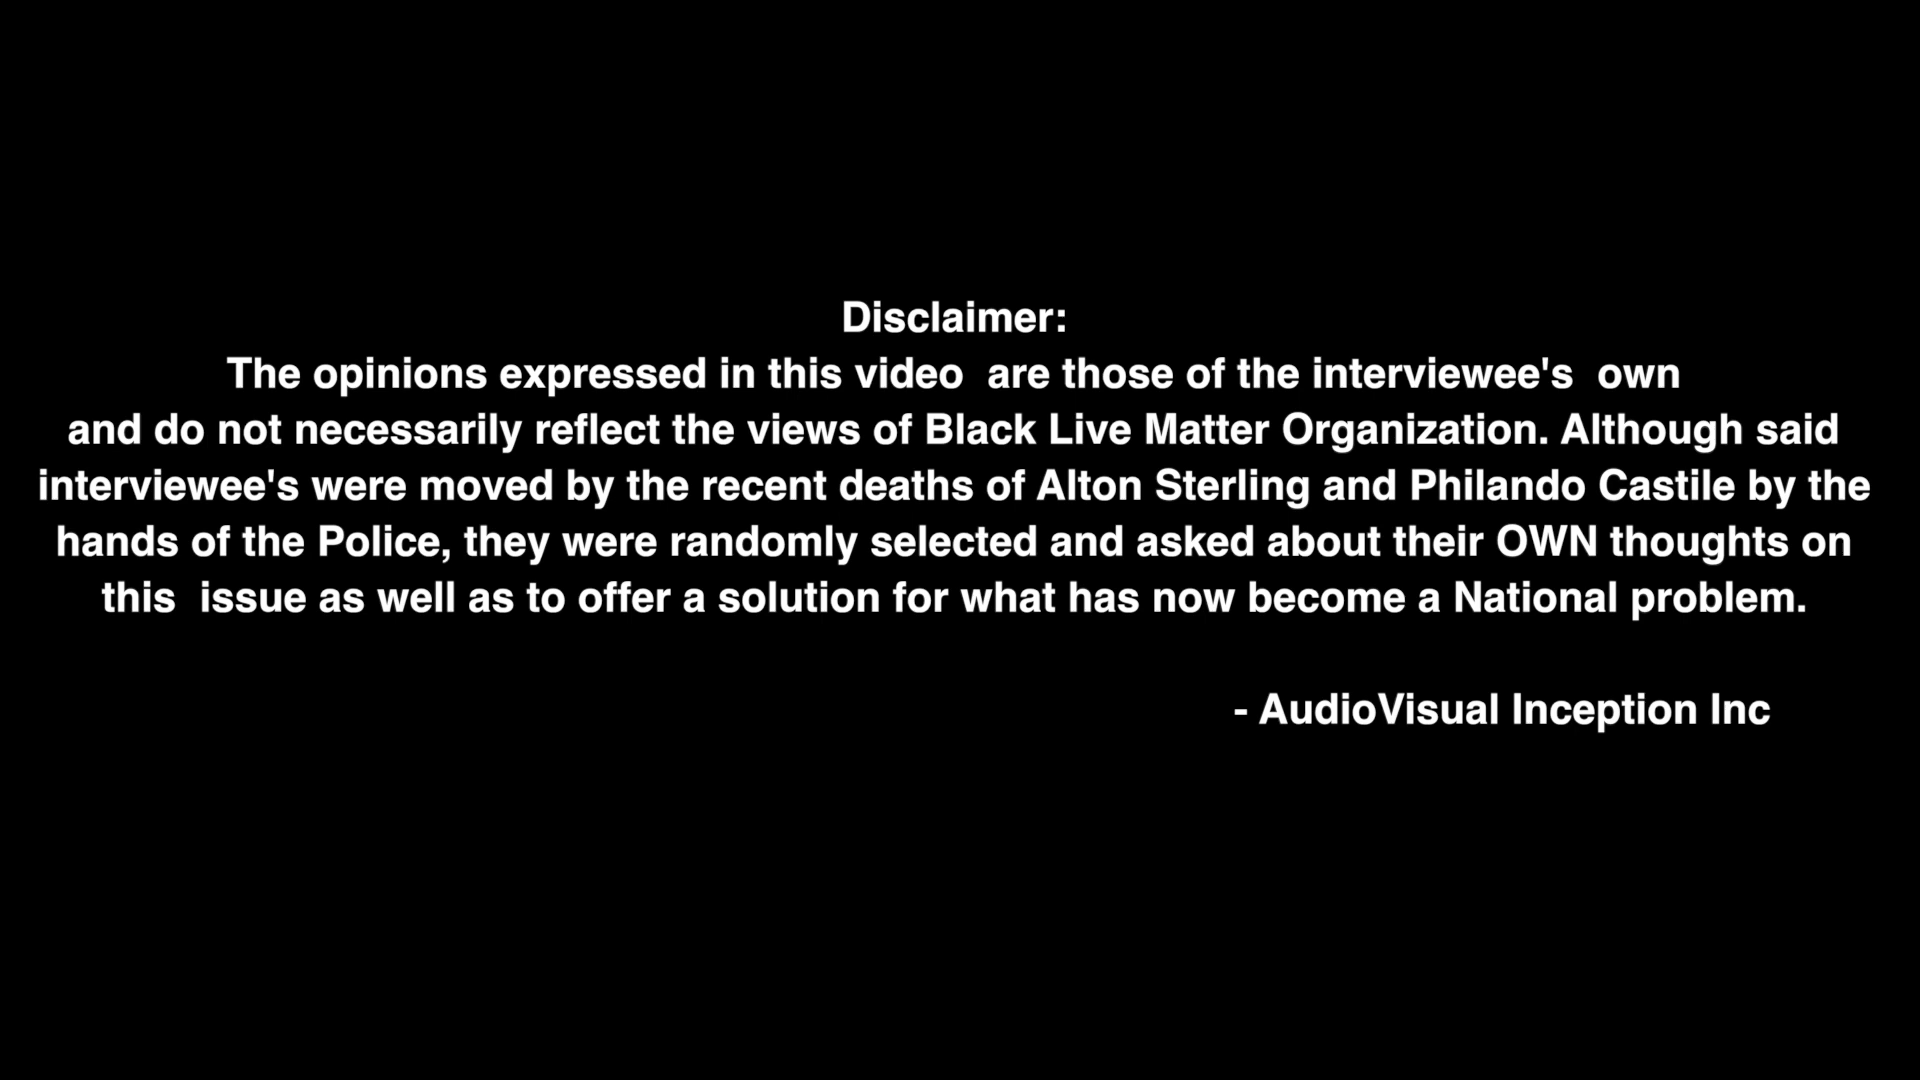 Disclaimer:
The opinions expressed in this video  are those of the interviewee's  own
and do not necessarily reflect the views of Black Live Matter Organization. Although said
interviewee's were moved by the recent deaths of Alton Sterling and Philando Castile by the
hands of the Police, they were randomly selected and asked about their OWN thoughts on
this  issue as well as to offer a solution for what has now become a National problem.
- AudioVisual Inception Inc